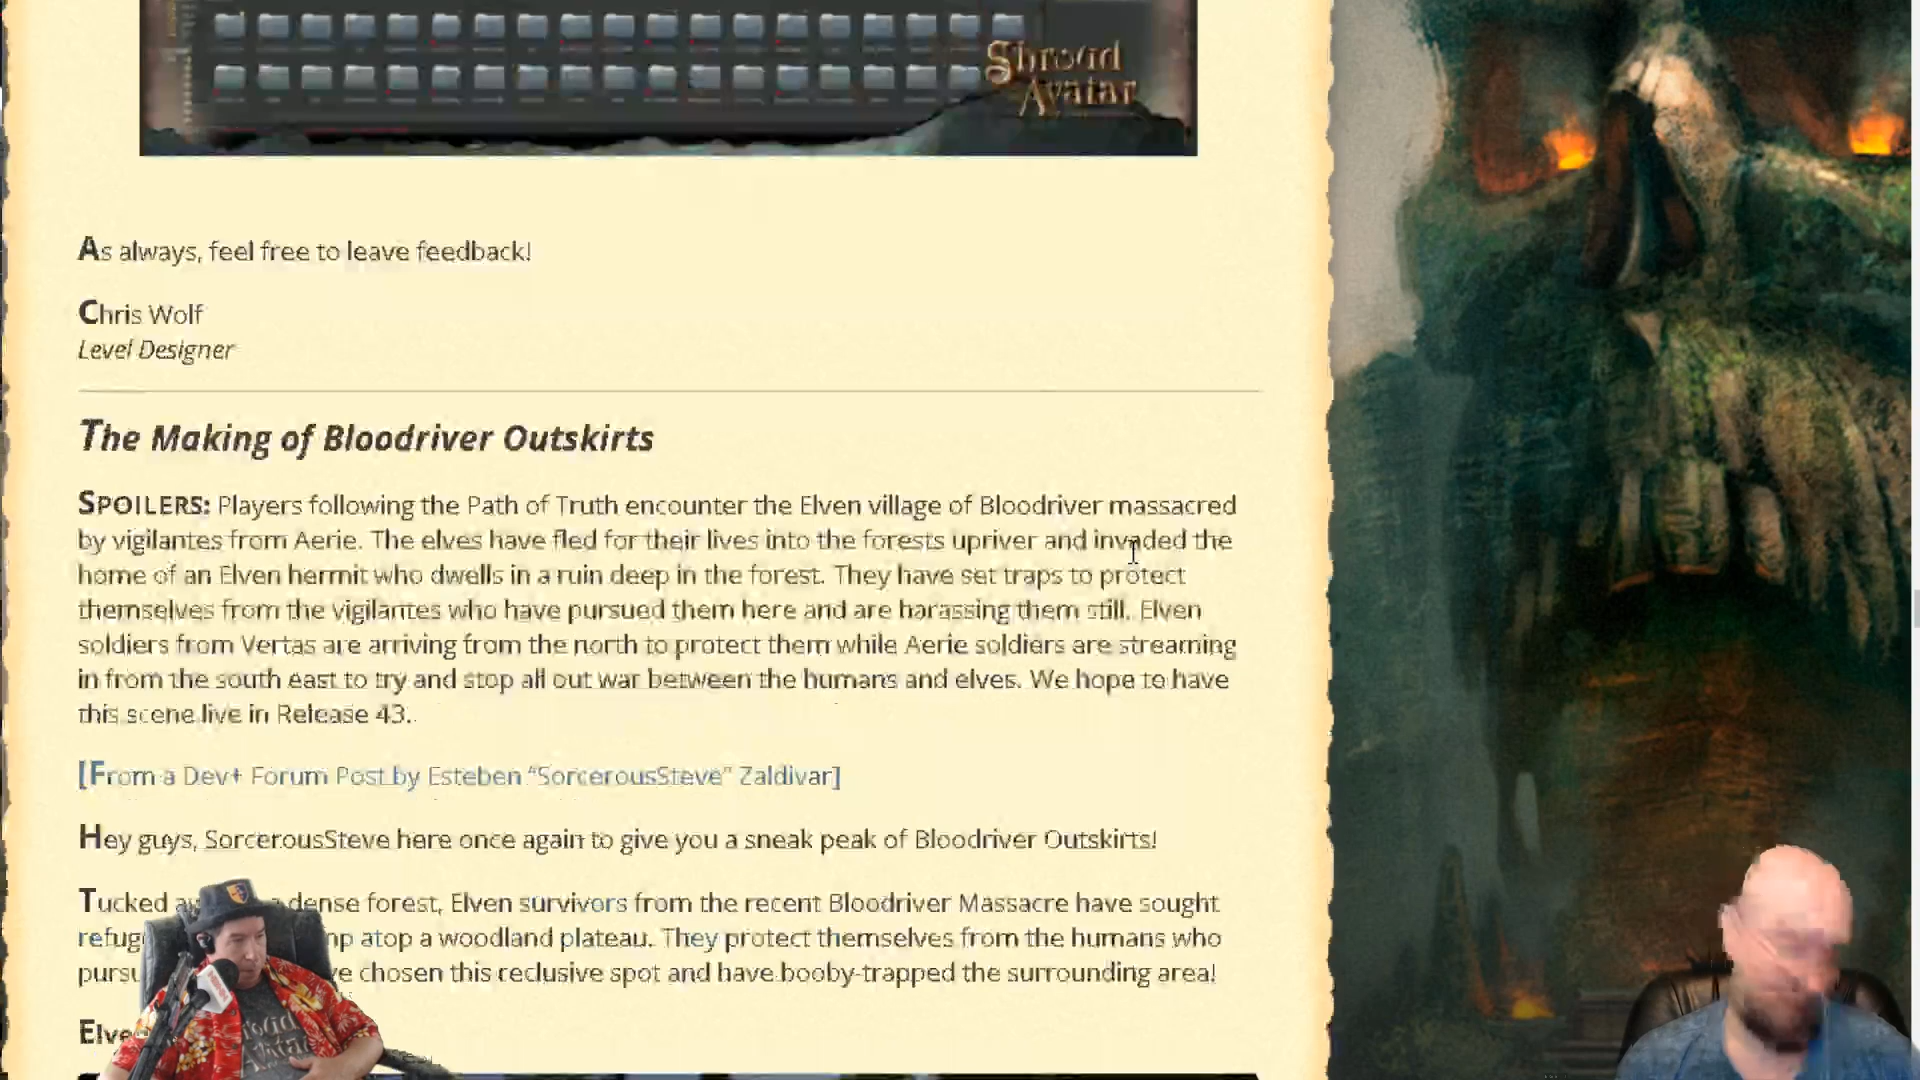 Shroud
Avatar
As always, feel free to leave feedback!
Chris Wolf
Level Designer
The Making of Bloodriver Outskirts
SPOILERS: Players following the Path of Truth encounter the Elven village of Bloodriver massacred
by vigilantes from Aerie. The elves have fled for their lives into the forests upriver and invaded the
home of an Elven hermit who dwells in a ruin deep in the forest. They have set traps to protect
themselves from the vigilantes who have pursued them here and are harassing them still. Elven
soldiers from Vertas are arriving from the north to protect them while Aerie soldiers are streaming
in from the south east to try and stop all out war between the humans and elves. We hope to have
this scene live in Release 43.
[From a Dev+ Forum Post by Esteben “SorcerousSteve” Zaldivar]
Hey guys, SorcerousSteve here once again to give you a sneak peak of Bloodriver Outskirts!
Tucked dense forest, Elven survivors from the recent Bloodriver Massacre have sought
atop a woodland plateau. They protect themselves from the humans who
chosen this reclusive spot and have booby-trapped the surrounding area!